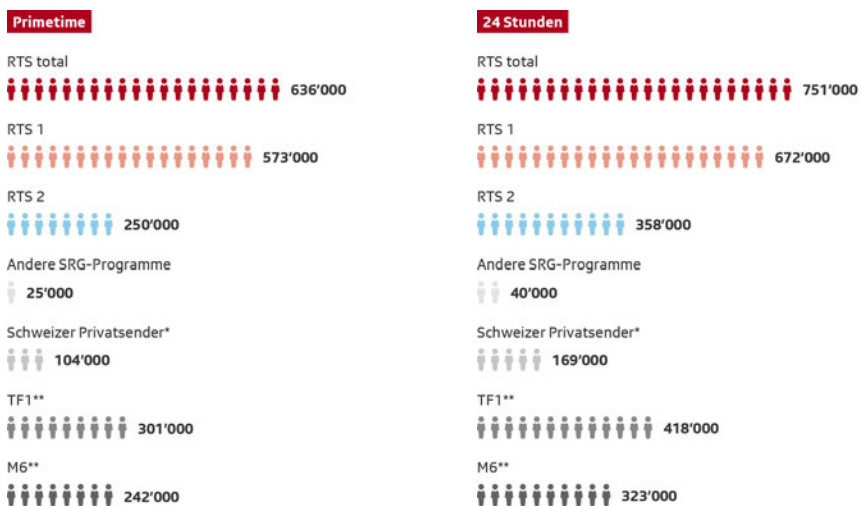 Primetime
RTS total
636'000
RTS 1
573'000
RTS 2
250'000
Andere SRG-Programme
25'000
Schweizer Privatsender*
104'000
TF1**
301'000
M6**
242'000
24 Stunden
RTS total
751'000
RTS 1
672'000
RTS 2
358'000
Andere SRG-Programme
40'000
Schweizer Privatsender*
169'000
TF1**
418'000
M6**
323'000